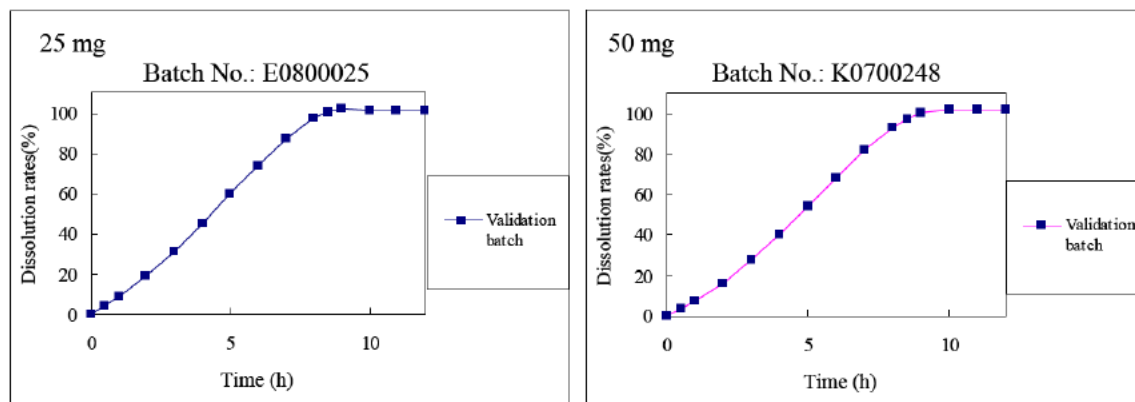 25 mg
Batch No.: E0800025
Dissolution rates(%)
100
80
60
40
20
0
0
5
10
Time (h)
Validation
batch
50 mg
Batch No.: K0700248
Dissolution rates(%)
100
80
60
40
20
0
0
5
10
Time (h)
Validation
batch